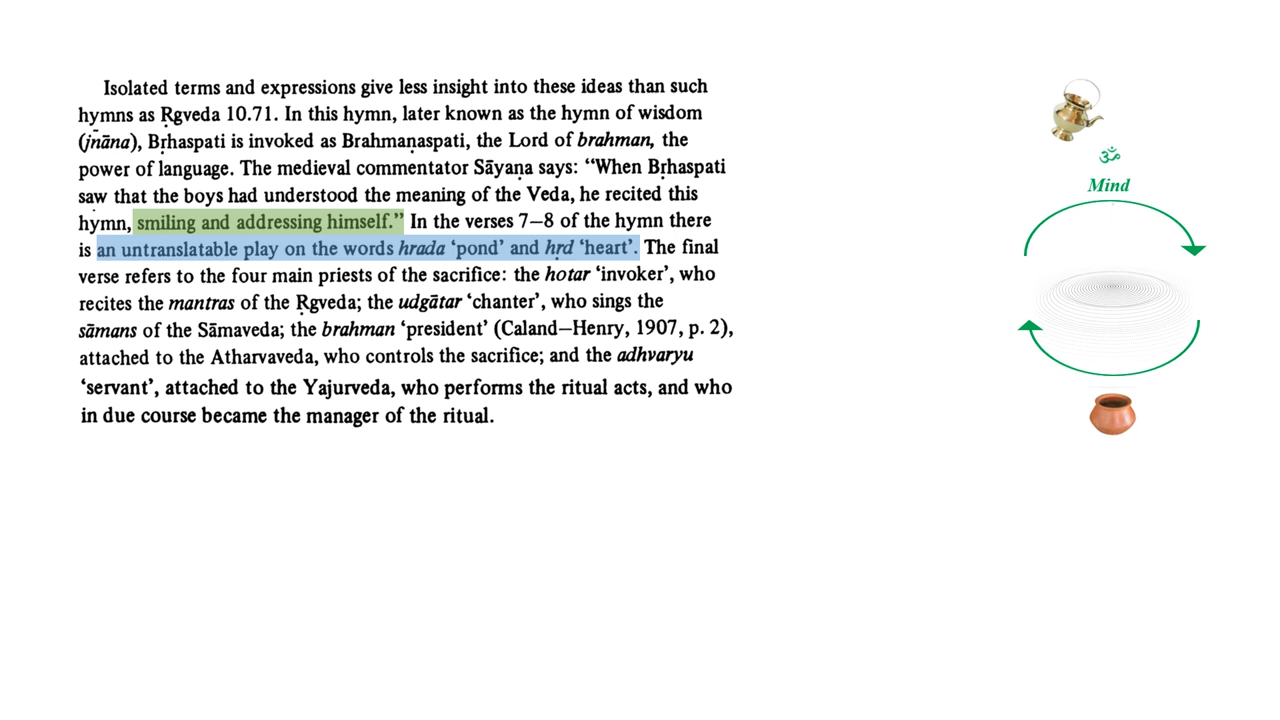 Isolated terms and expressions give less insight into these ideas than such
hymns as Ṛgveda 10.71. In this hymn, later known as the hymn of wisdom
(jñāna), Bṛhaspati is invoked as Brahmaṇaspati, the Lord of brahman, the
power of language. The medieval commentator Sāyaṇa says: “When Bṛhaspati
saw that the boys had understood the meaning of the Veda, he recited this
hymn, smiling and addressing himself.” In the verses 7–8 of the hymn there
is an untranslatable play on the words hrada ‘pond’ and hṛd ‘heart’. The final
verse refers to the four main priests of the sacrifice: the hotar ‘invoker’, who
recites the mantras of the Ṛgveda; the udgātar ‘chanter’, who sings the
sāmans of the Sāmaveda; the brahman ‘president’ (Caland–Henry, 1907, p. 2),
attached to the Atharvaveda, who controls the sacrifice; and the adhvaryu
‘servant’, attached to the Yajurveda, who performs the ritual acts, and who
in due course became the manager of the ritual.
ॐ
Mind